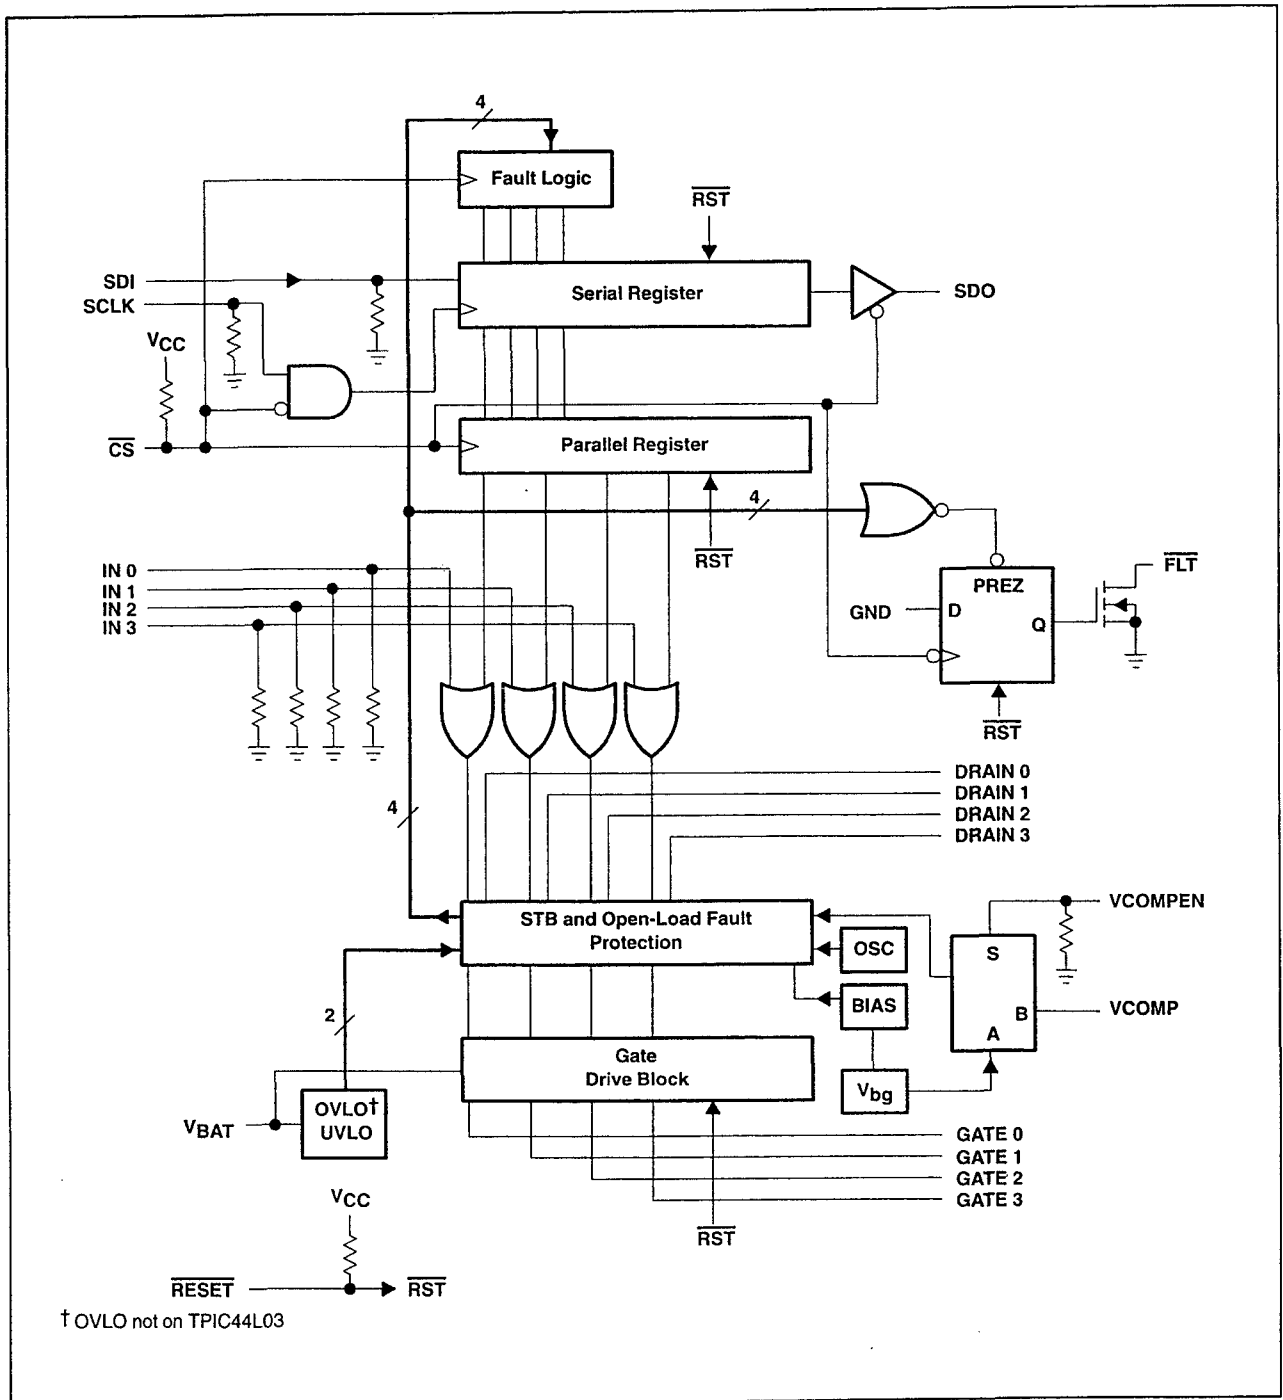 4
Fault Logic
RST
SDI
SCLK
Serial Register
SDO
VCC
CS
Parallel Register
4
RST
IN 0
IN 1
IN 2
IN 3
PREZ
FLT
GND
D
Q
RST
DRAIN 0
DRAIN 1
DRAIN 2
DRAIN 3
4
STB and Open-Load Fault
Protection
OSC
VCOMPEN
S
BIAS
B
VCOMP
A
2
Gate
Drive Block
Vbg
VBAT
OVLO†
UVLO
GATE 0
GATE 1
GATE 2
GATE 3
VCC
RST
RESET
RST
† OVLO not on TPIC44L03